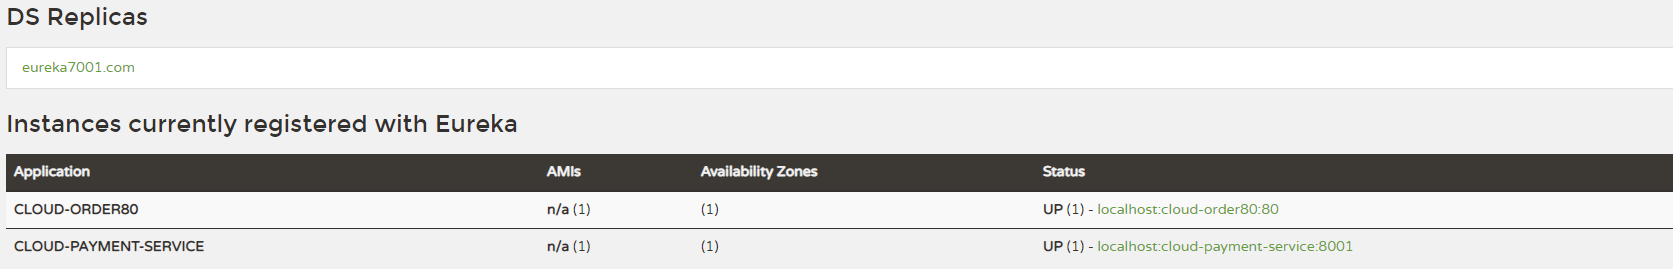 DS Replicas
eureka7001.com
Instances currently registered with Eureka
Application AMIs Availability Zones Status
CLOUD-ORDER80 n/a (1) (1) UP (1) - localhost:cloud-order80:80
CLOUD-PAYMENT-SERVICE n/a (1) (1) UP (1) - localhost:cloud-payment-service:8001